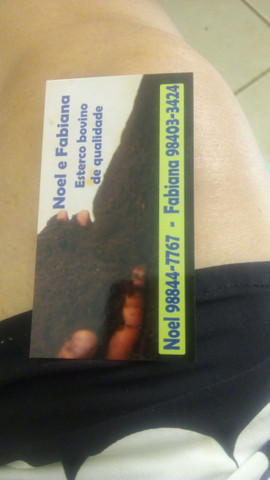 Noel e Fabiana
Esterco bovino
de qualidade
Noel 98844-7767 - Fabiana 98403-3424